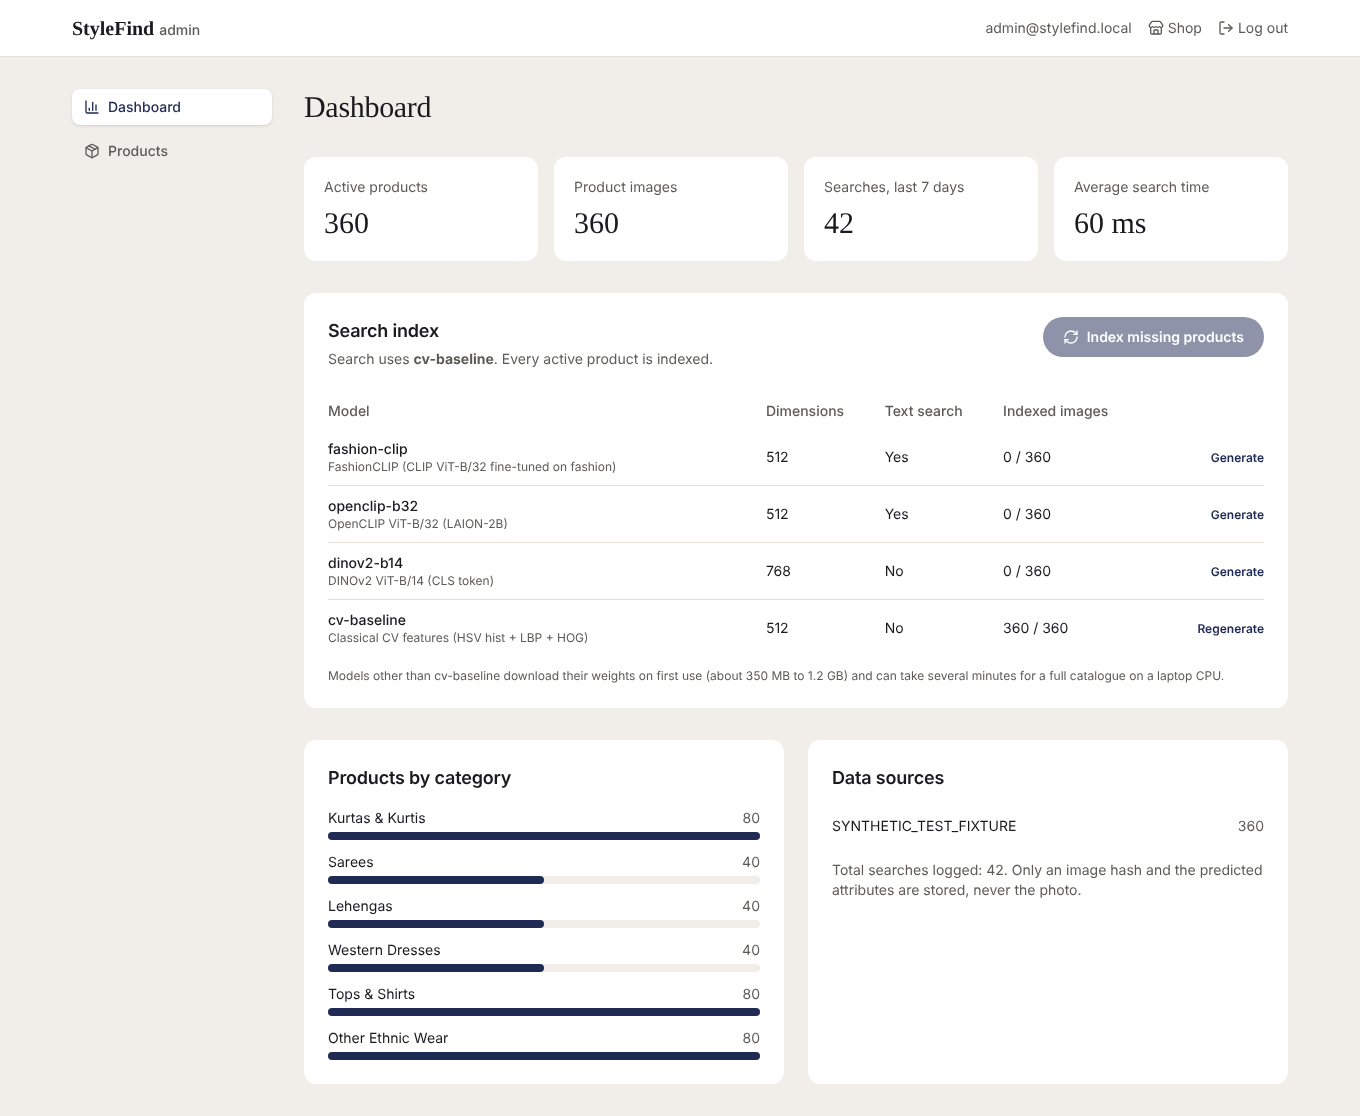 StyleFind admin
admin@stylefind.local Shop Log out
Dashboard
Products
Dashboard
Active products
360
Product images
360
Searches, last 7 days
42
Average search time
60 ms
Search index
Search uses cv-baseline. Every active product is indexed.
Index missing products
Model Dimensions Text search Indexed images
fashion-clip
FashionCLIP (CLIP ViT-B/32 fine-tuned on fashion)
512 Yes 0 / 360 Generate
openclip-b32
OpenCLIP ViT-B/32 (LAION-2B)
512 Yes 0 / 360 Generate
dinov2-b14
DINOv2 ViT-B/14 (CLS token)
768 No 0 / 360 Generate
cv-baseline
Classical CV features (HSV hist + LBP + HOG)
512 No 360 / 360 Regenerate
Models other than cv-baseline download their weights on first use (about 350 MB to 1.2 GB) and can take several minutes for a full catalogue on a laptop CPU.
Products by category
Kurtas & Kurtis 80
Sarees 40
Lehengas 40
Western Dresses 40
Tops & Shirts 80
Other Ethnic Wear 80
Data sources
SYNTHETIC_TEST_FIXTURE 360
Total searches logged: 42. Only an image hash and the predicted
attributes are stored, never the photo.